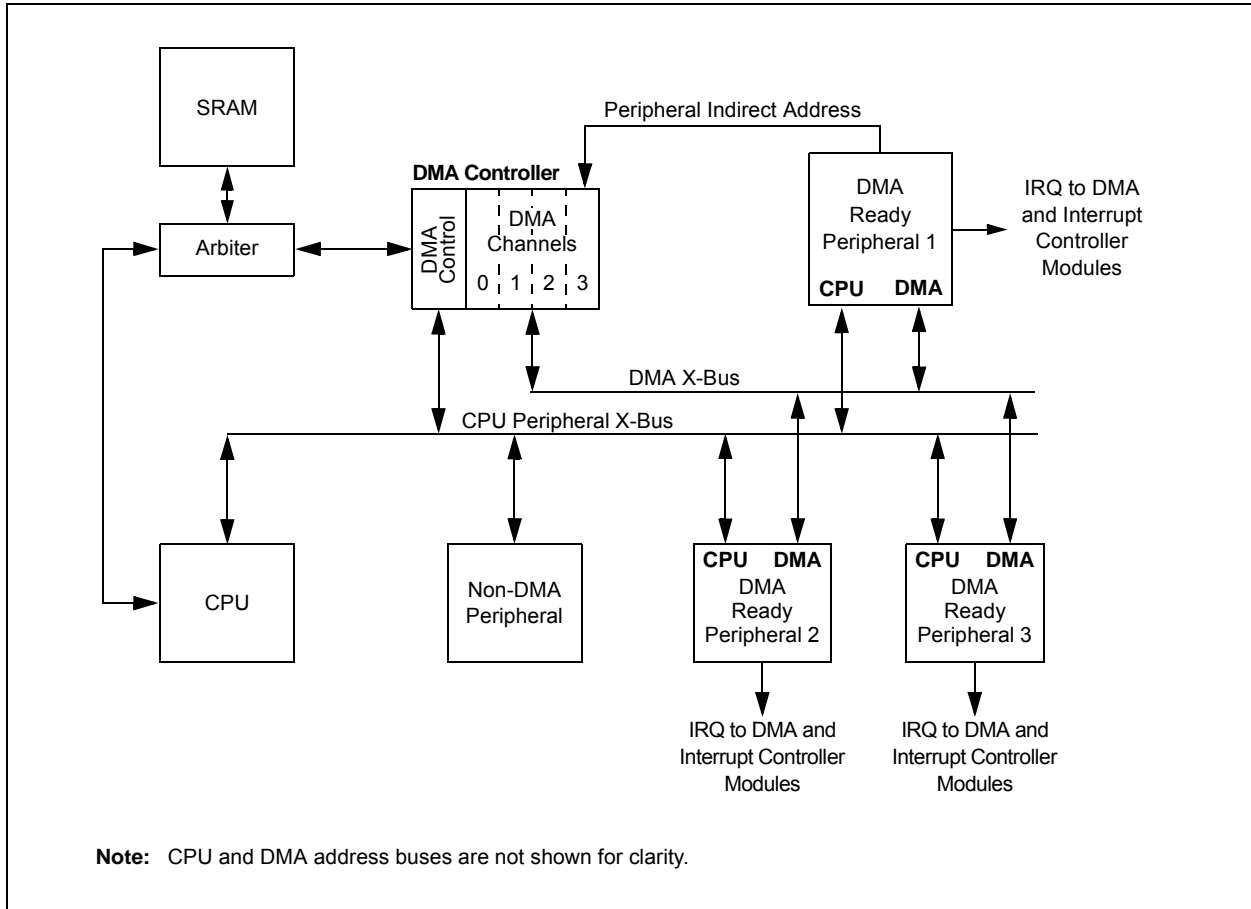 SRAM
Peripheral Indirect Address
DMA Controller
DMA
Control
DMA
Channels
0 1 2 3
Arbiter
DMA
Ready
Peripheral 1
CPU DMA
IRQ to DMA
and Interrupt
Controller
Modules
DMA X-Bus
CPU Peripheral X-Bus
CPU
Non-DMA
Peripheral
CPU DMA
DMA
Ready
Peripheral 2
CPU DMA
DMA
Ready
Peripheral 3
IRQ to DMA and
Interrupt Controller
Modules
IRQ to DMA and
Interrupt Controller
Modules
Note: CPU and DMA address buses are not shown for clarity.